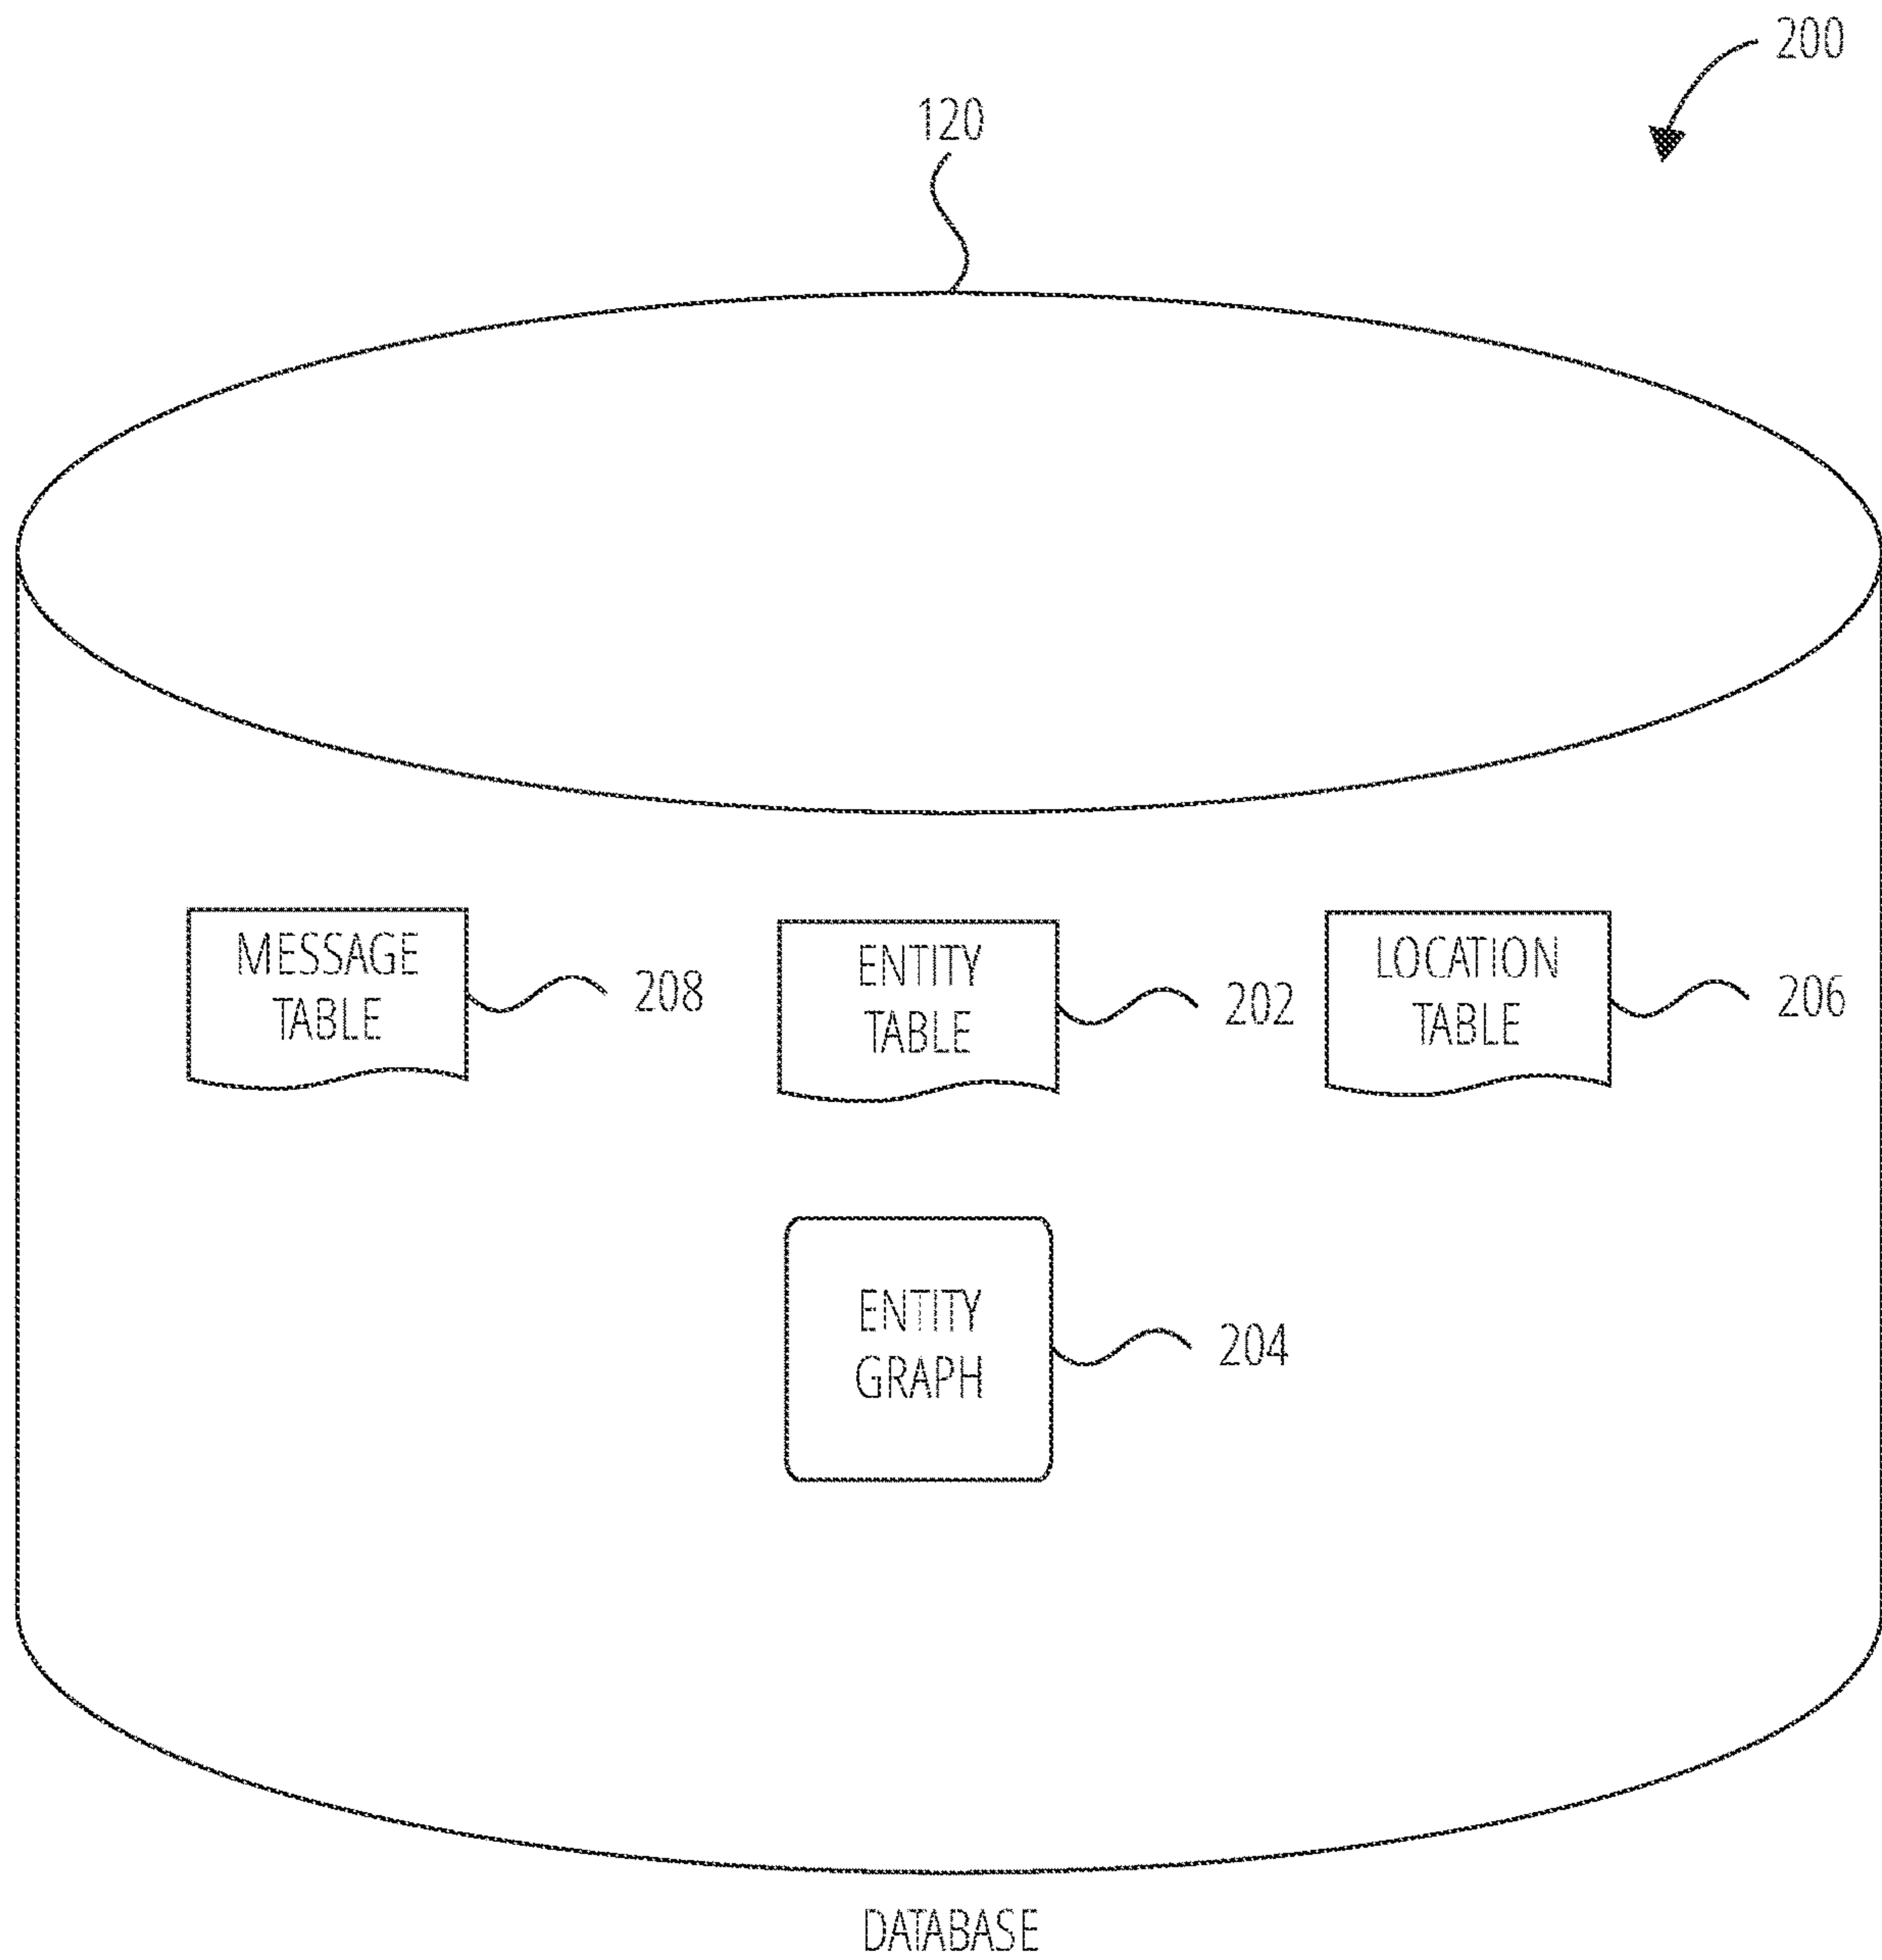 200
120
MESSAGE
TABLE
208
ENTITY
TABLE
202
LOCATION
TABLE
206
ENTITY
GRAPH
204
DATABASE